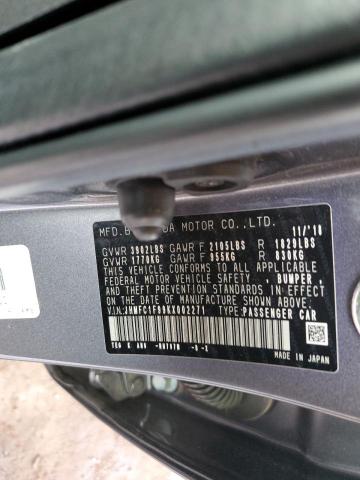 MFD. B DA MOTOR CO., LTD. 11/'18
GVWR 3902LBS GAWR F 2105LBS R 1829LBS
GVWR 1770KG GAWR F 955KG R 830KG
THIS VEHICLE CONFORMS TO ALL APPLICABLE
FEDERAL MOTOR VEHICLE SAFETY, BUMPER,
AND THEFT PREVENTION STANDARDS IN EFFECT
ON THE DATE OF MANUFACTURE SHOWN ABOVE.
V.I.N: TYPE: PASSENGER CAR
MADE IN JAPAN